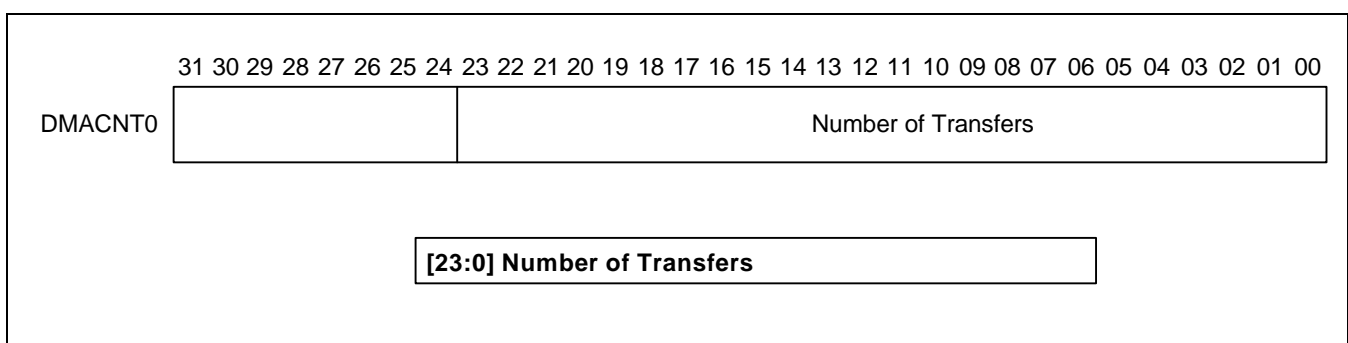 31 30 29 28 27 26 25 24 23 22 21 20 19 18 17 16 15 14 13 12 11 10 09 08 07 06 05 04 03 02 01 00
DMACNT0 Number of Transfers
[23:0] Number of Transfers